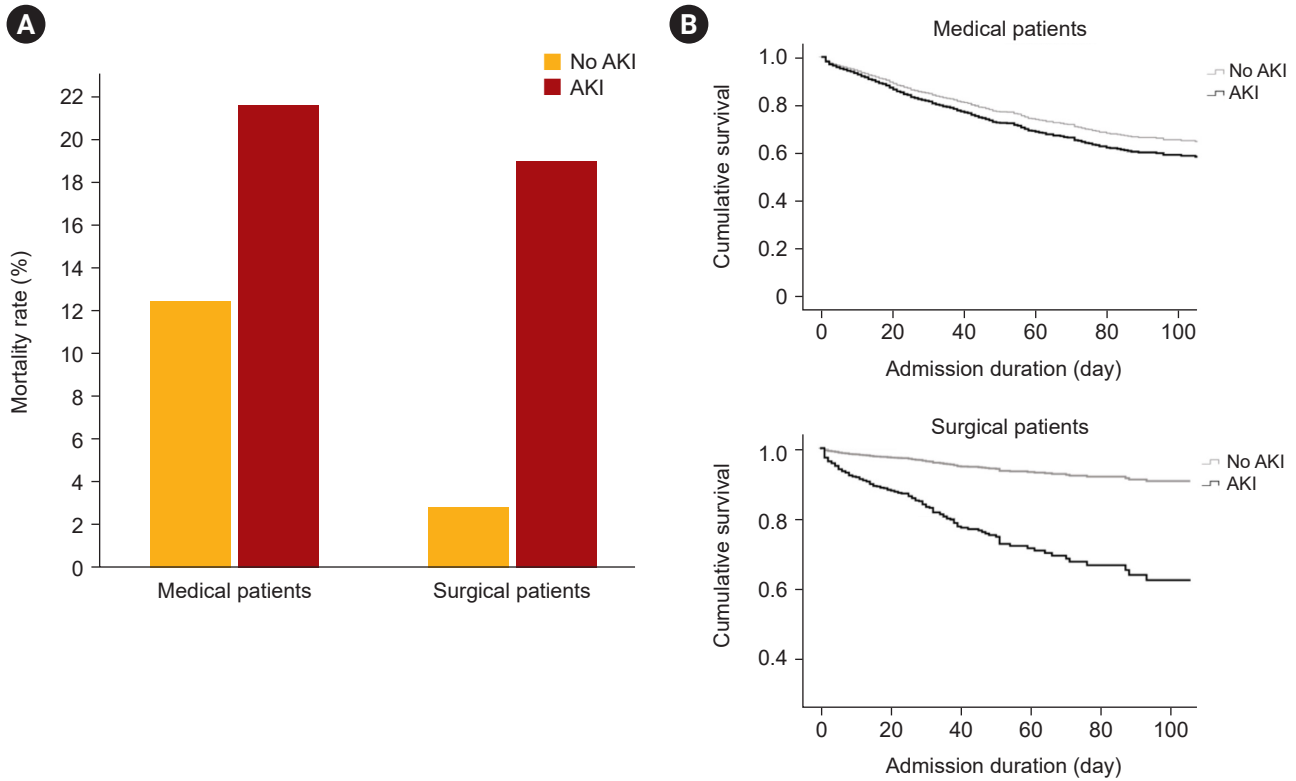 A
No AKI
AKI
Mortality rate (%)
22
20
18
16
14
12
10
8
6
4
2
0
Medical patients
Surgical patients
B
Medical patients
No AKI
AKI
Cumulative survival
1.0
0.8
0.6
0.4
0.2
0
0 20 40 60 80 100
Admission duration (day)
Surgical patients
No AKI
AKI
Cumulative survival
1.0
0.8
0.6
0.4
0 20 40 60 80 100
Admission duration (day)